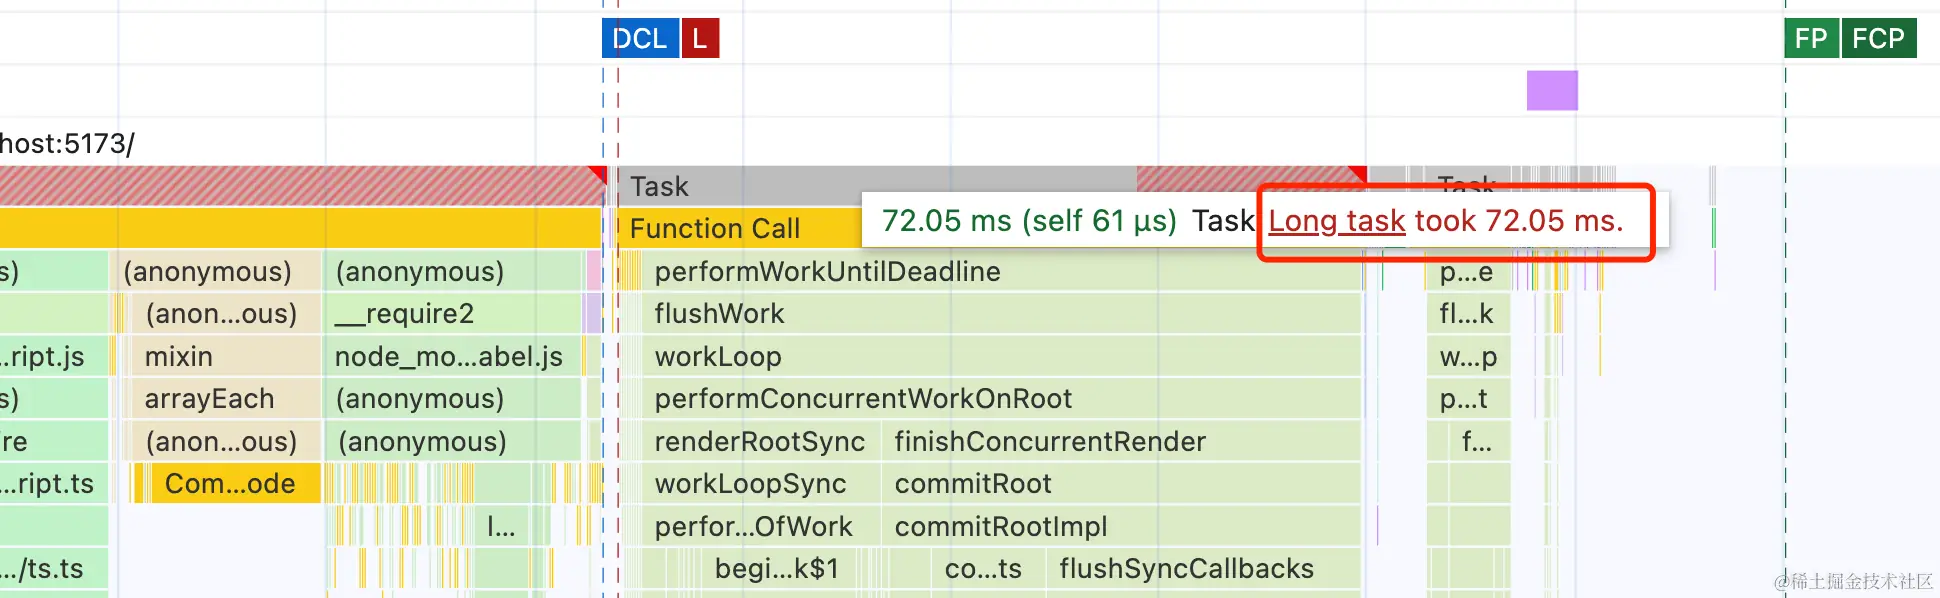 DCL L FP FCP
host:5173/
Task Task
Function Call 72.05 ms (self 61 μs) Task Long task took 72.05 ms.
s) (anonymous) (anonymous) performWorkUntilDeadline p...e
(anon...ous) __require2 flushWork fl...k
...ript.js mixin node_mo...abel.js workLoop w...p
s) arrayEach (anonymous) performConcurrentWorkOnRoot p...t
re (anon...ous) (anonymous) renderRootSync finishConcurrentRender f...
...ript.ts Com...ode workLoopSync commitRoot
l... perfor...OfWork commitRootImpl
.../ts.ts begi...k$1 co...ts flushSyncCallbacks
@稀土掘金技术社区